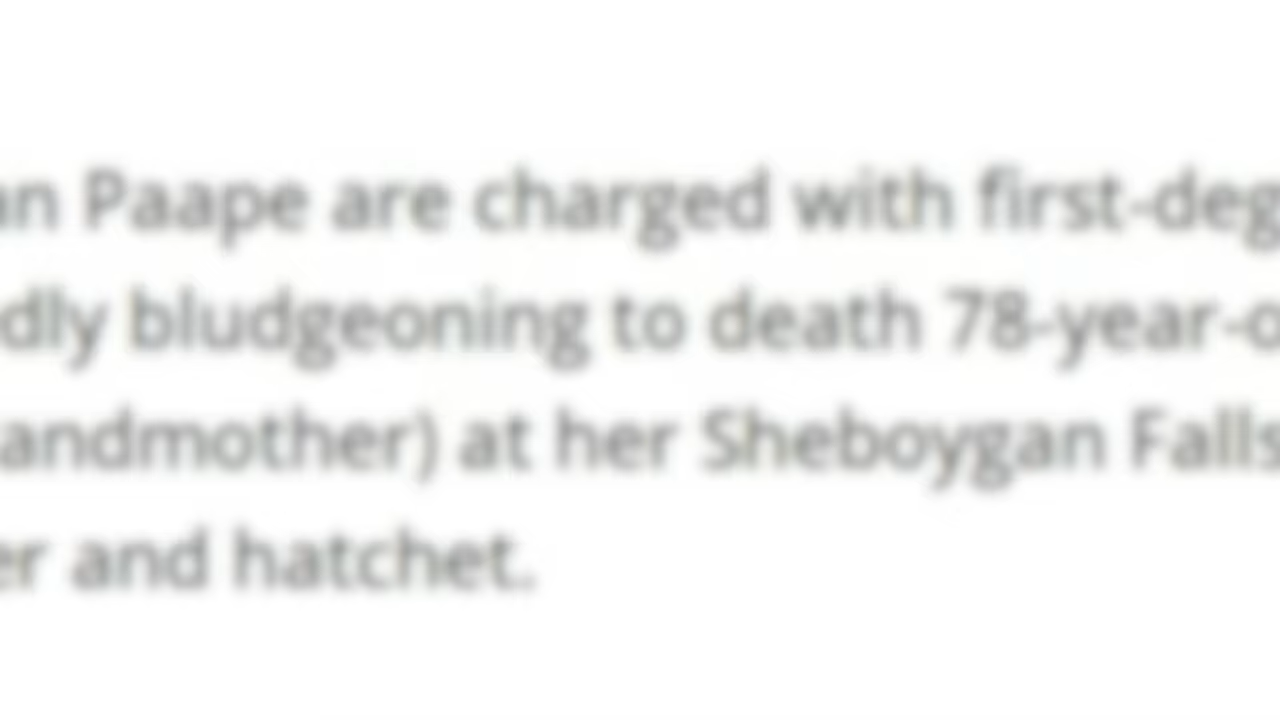 an Paape are charged with first-deg
dly bludgeoning to death 78-year-o
andmother) at her Sheboygan Falls
er and hatchet.